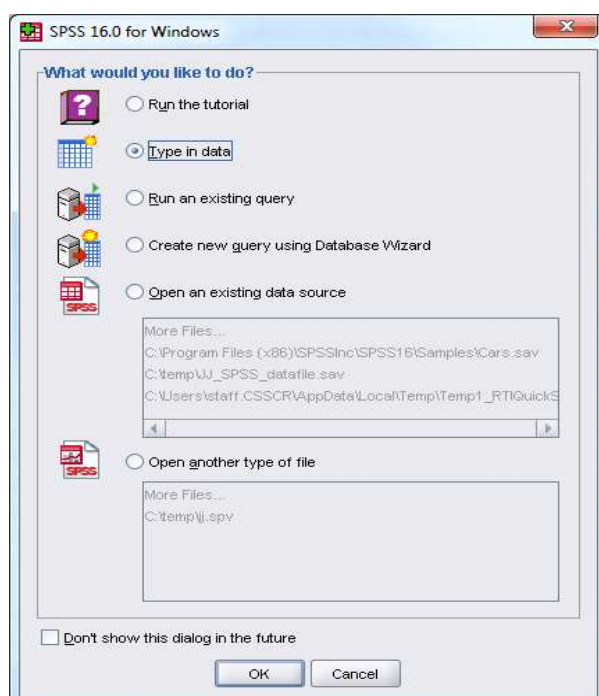 SPSS 16.0 for Windows
What would you like to do?
Run the tutorial
Type in data
Run an existing query
Create new query using Database Wizard
Open an existing data source
SPSS
More Files...
C:\Program Files (x86)\SPSSInc\SPSS16\Samples\Cars.sav
C:\temp\JJ_SPSS_datafile.sav
C:\Users\staff.CSSCR\AppData\Local\Temp\Temp1_RTIQuickS
Open another type of file
SPSS
More Files...
C:\temp\jj.spv
Don't show this dialog in the future
OK Cancel